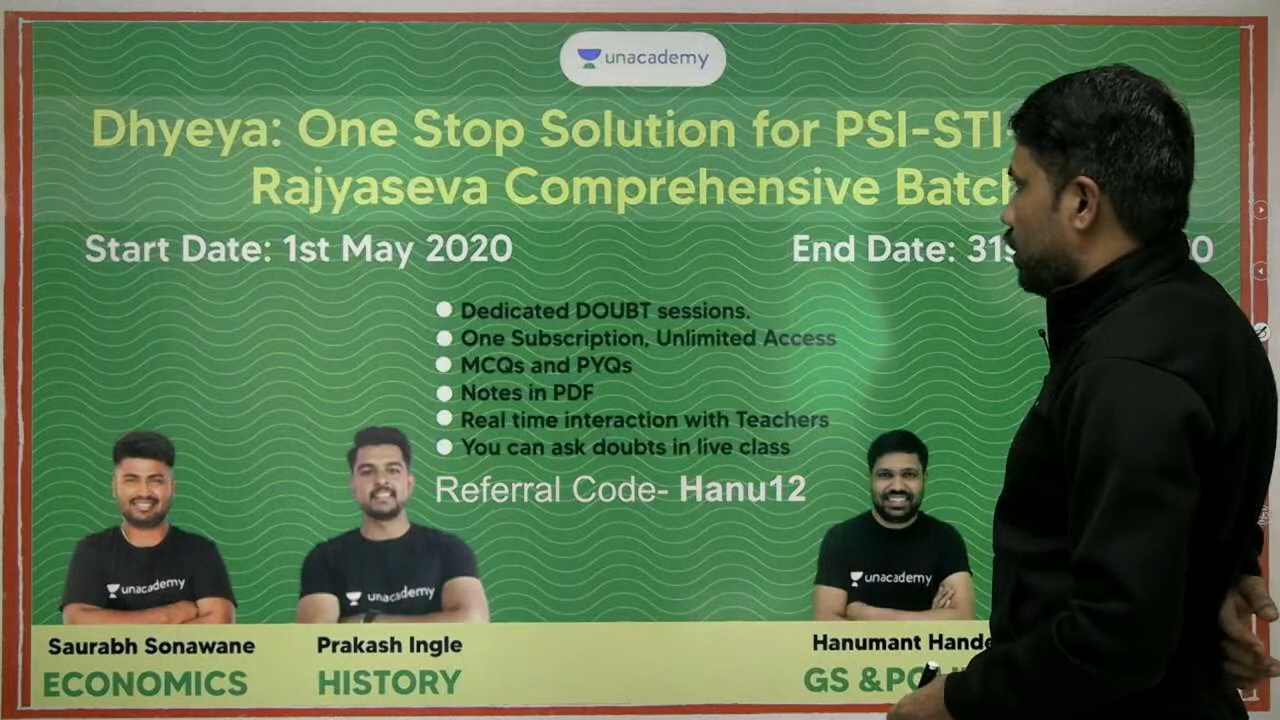 unacademy
Dhyeya: One Stop Solution for PSI-STI-
Rajyaseva Comprehensive Batch
Start Date: 1st May 2020
End Date: 31s
Dedicated DOUBT sessions.
One Subscription, Unlimited Access
MCQs and PYQs
Notes in PDF
Real time interaction with Teachers
You can ask doubts in live class
Referral Code- Hanu12
unacademy
unacademy
unacademy
Saurabh Sonawane
Prakash Ingle
Hanumant Hande
ECONOMICS
HISTORY
GS &